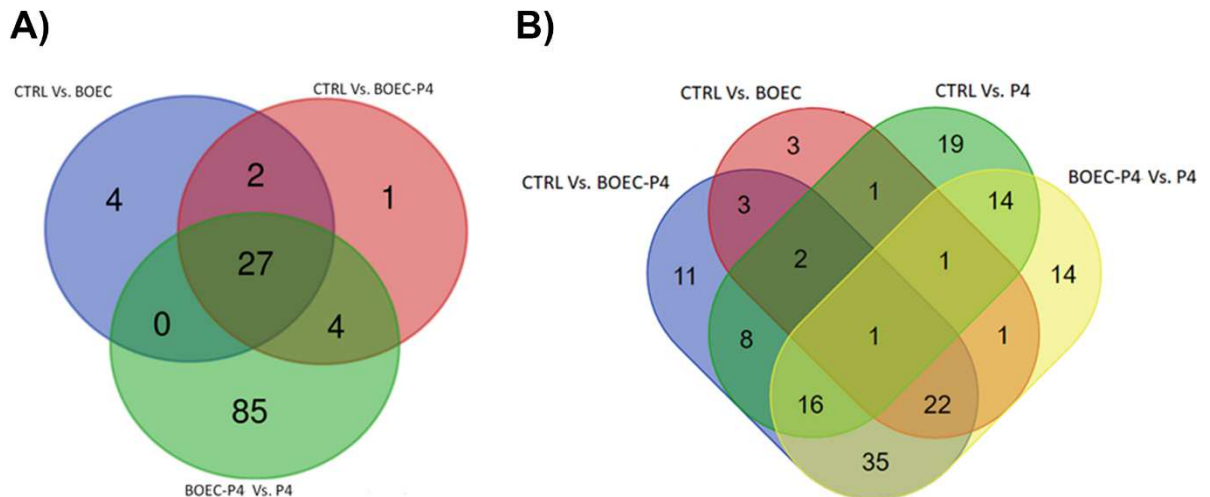 A)
B)
CTRL Vs. BOEC
CTRL Vs. BOEC-P4
4
2
1
27
0
4
85
BOEC-P4 Vs. P4
CTRL Vs. BOEC
CTRL Vs. P4
CTRL Vs. BOEC-P4
BOEC-P4 Vs. P4
3
19
3
1
14
11
2
1
14
8
1
1
16
22
35